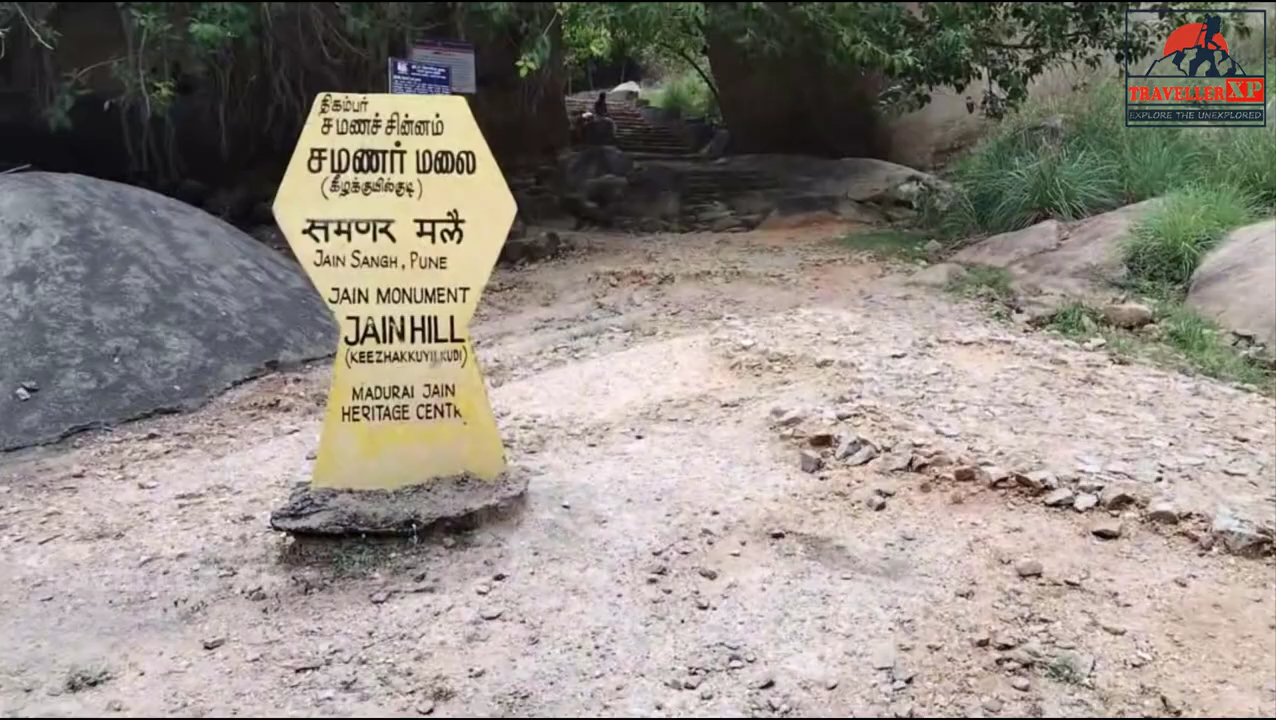 திகம்பர்
சமணச் சின்னம்
சமணர் மலை
(கீழக்குயில்குடி)
समणर मलै
JAIN SANGH, PUNE
JAIN MONUMENT
JAIN HILL
(KEEZHAKKUYILKUDI)
MADURAI JAIN
HERITAGE CENTR
TRAVELLER XP
EXPLORE THE UNEXPLORED